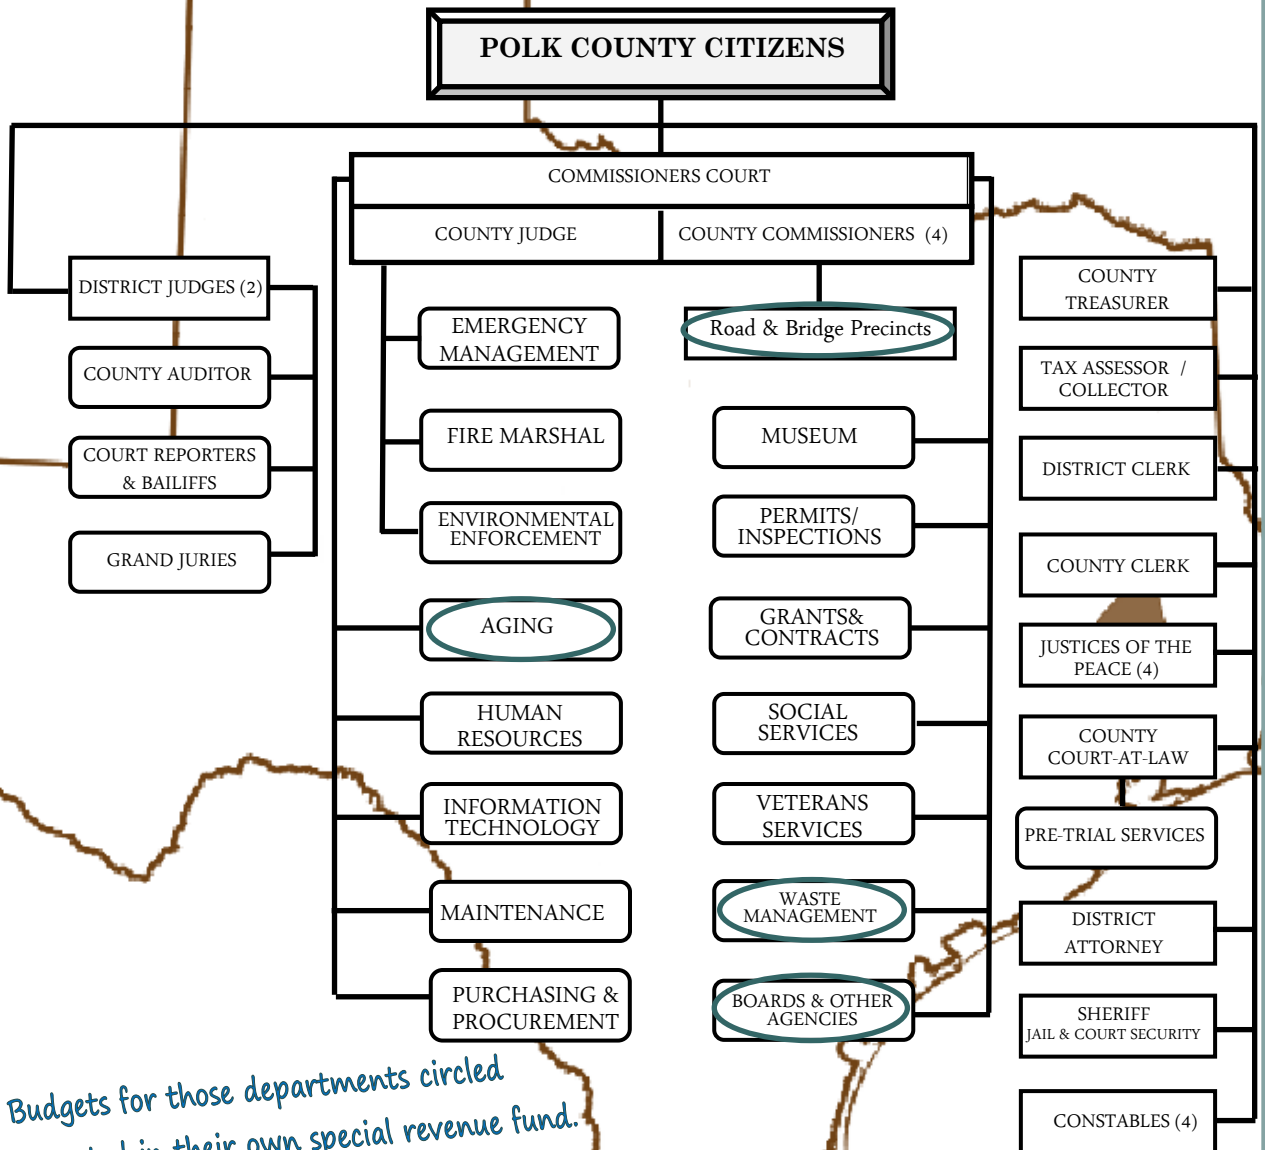 POLK COUNTY CITIZENS
COMMISSIONERS COURT
COUNTY JUDGE
COUNTY COMMISSIONERS (4)
DISTRICT JUDGES (2)
COUNTY AUDITOR
COURT REPORTERS
& BAILIFFS
GRAND JURIES
EMERGENCY
MANAGEMENT
FIRE MARSHAL
ENVIRONMENTAL
ENFORCEMENT
AGING
HUMAN
RESOURCES
INFORMATION
TECHNOLOGY
MAINTENANCE
PURCHASING &
PROCUREMENT
Road & Bridge Precincts
MUSEUM
PERMITS/
INSPECTIONS
GRANTS&
CONTRACTS
SOCIAL
SERVICES
VETERANS
SERVICES
WASTE
MANAGEMENT
BOARDS & OTHER
AGENCIES
COUNTY
TREASURER
TAX ASSESSOR /
COLLECTOR
DISTRICT CLERK
COUNTY CLERK
JUSTICES OF THE
PEACE (4)
COUNTY
COURT-AT-LAW
PRE-TRIAL SERVICES
DISTRICT
ATTORNEY
SHERIFF
JAIL & COURT SECURITY
CONSTABLES (4)
Budgets for those departments circled
in their own special revenue fund.